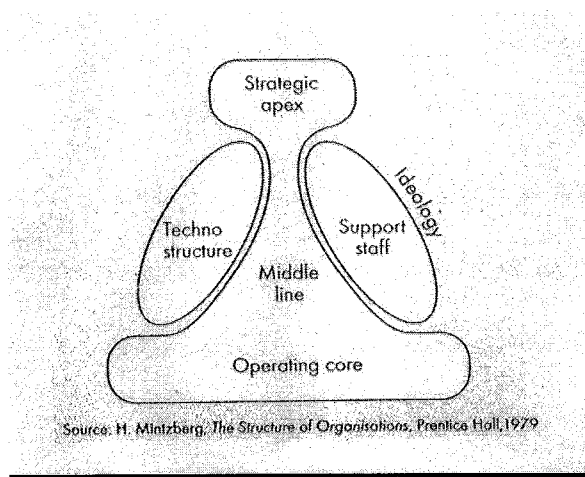 Strategic
apex
Ideology
Techno
structure
Support
staff
Middle
line
Operating core
Source: H. Mintzberg, The Structure of Organisations, Prentice Hall,1979